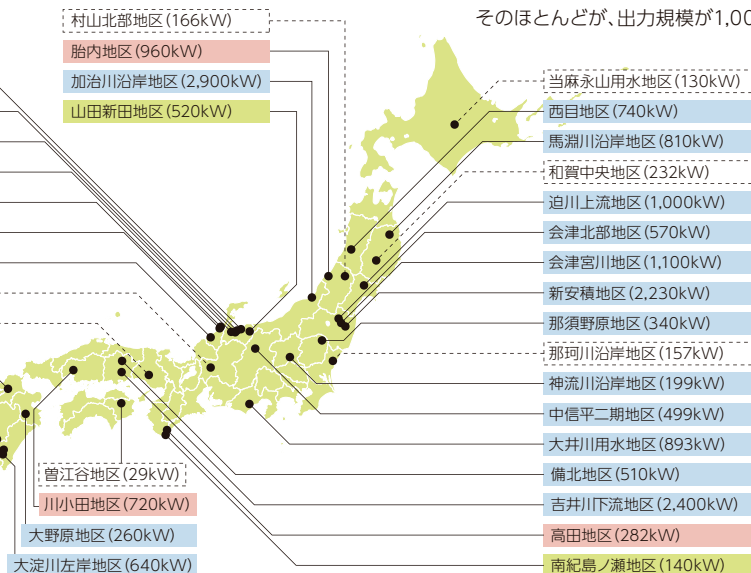 そのほとんどが、出力規模が1,00
村山北部地区(166kW)
胎内地区(960kW)
加治川沿岸地区(2,900kW)
山田新田地区(520kW)
当麻永山用水地区(130kW)
西目地区(740kW)
馬淵川沿岸地区(810kW)
和賀中央地区(232kW)
迫川上流地区(1,000kW)
会津北部地区(570kW)
会津宮川地区(1,100kW)
新安積地区(2,230kW)
那須野原地区(340kW)
那珂川沿岸地区(157kW)
神流川沿岸地区(199kW)
中信平二期地区(499kW)
大井川用水地区(893kW)
備北地区(510kW)
吉井川下流地区(2,400kW)
高田地区(282kW)
南紀島ノ瀬地区(140kW)
曽江谷地区(29kW)
川小田地区(720kW)
大野原地区(260kW)
大淀川左岸地区(640kW)